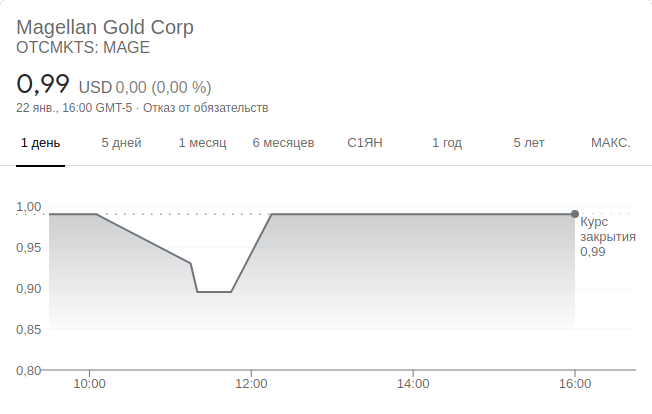 Magellan Gold Corp
OTCMKTS: MAGE
0,99 USD 0,00 (0,00 %)
22 янв., 16:00 GMT-5 · Отказ от обязательств
1 день 5 дней 1 месяц 6 месяцев С1ЯН 1 год 5 лет МАКС.
1,00
Курс
закрытия
0,99
0,95
0,90
0,85
0,80
10:00 12:00 14:00 16:00